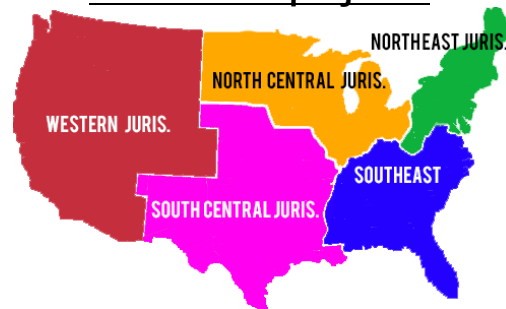 NORTHEAST JURIS.
NORTH CENTRAL JURIS.
WESTERN JURIS.
SOUTHEAST
SOUTH CENTRAL JURIS.